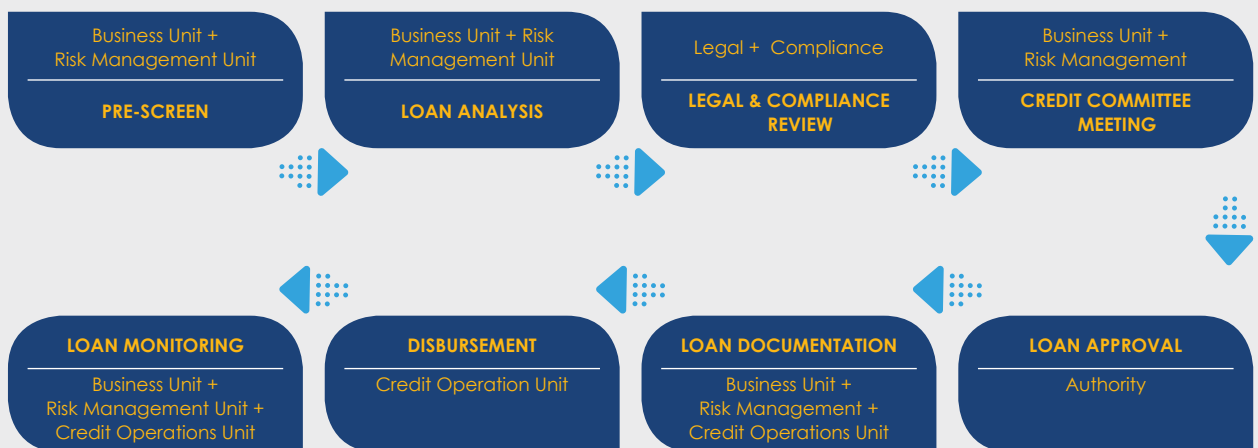 Business Unit +
Risk Management Unit
PRE-SCREEN
Business Unit + Risk
Management Unit
LOAN ANALYSIS
Legal + Compliance
LEGAL & COMPLIANCE
REVIEW
Business Unit +
Risk Management
CREDIT COMMITTEE
MEETING
LOAN APPROVAL
Authority
LOAN DOCUMENTATION
Business Unit +
Risk Management +
Credit Operations Unit
DISBURSEMENT
Credit Operation Unit
LOAN MONITORING
Business Unit +
Risk Management Unit +
Credit Operations Unit